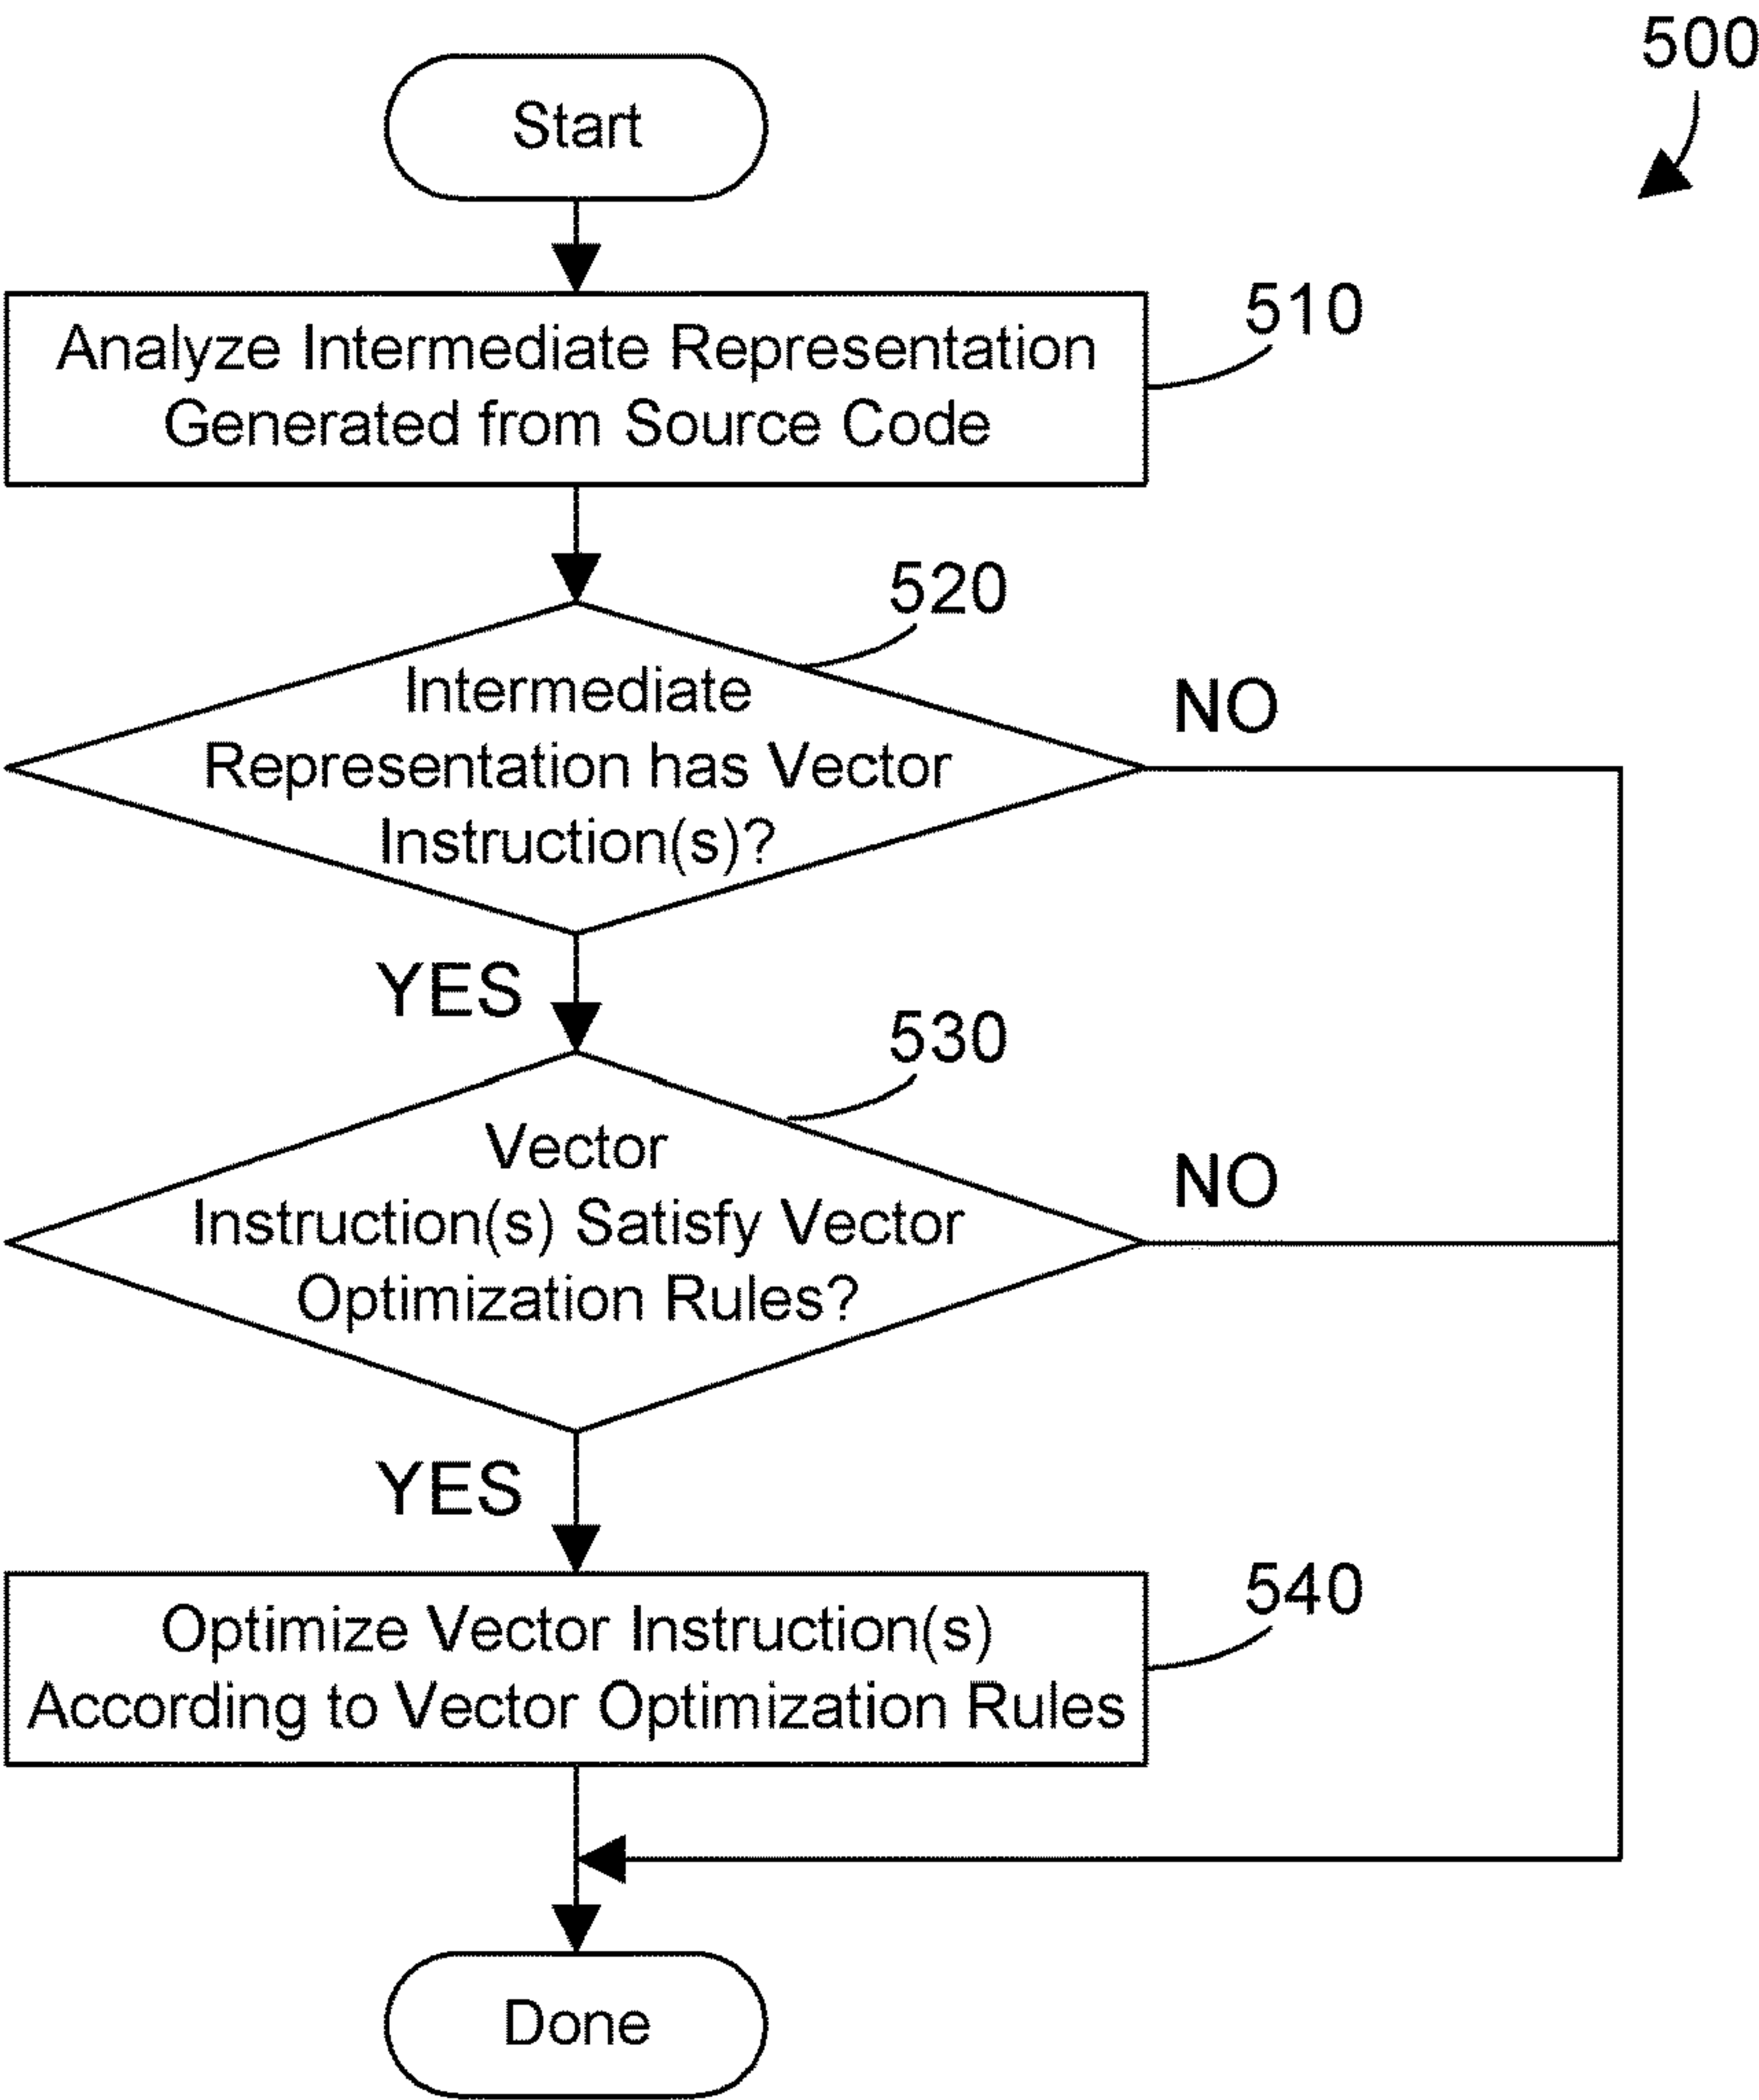 500
Start
510
Analyze Intermediate Representation
Generated from Source Code
520
Intermediate
Representation has Vector
Instruction(s)?
NO
YES
530
Vector
Instruction(s) Satisfy Vector
Optimization Rules?
NO
YES
540
Optimize Vector Instruction(s)
According to Vector Optimization Rules
Done